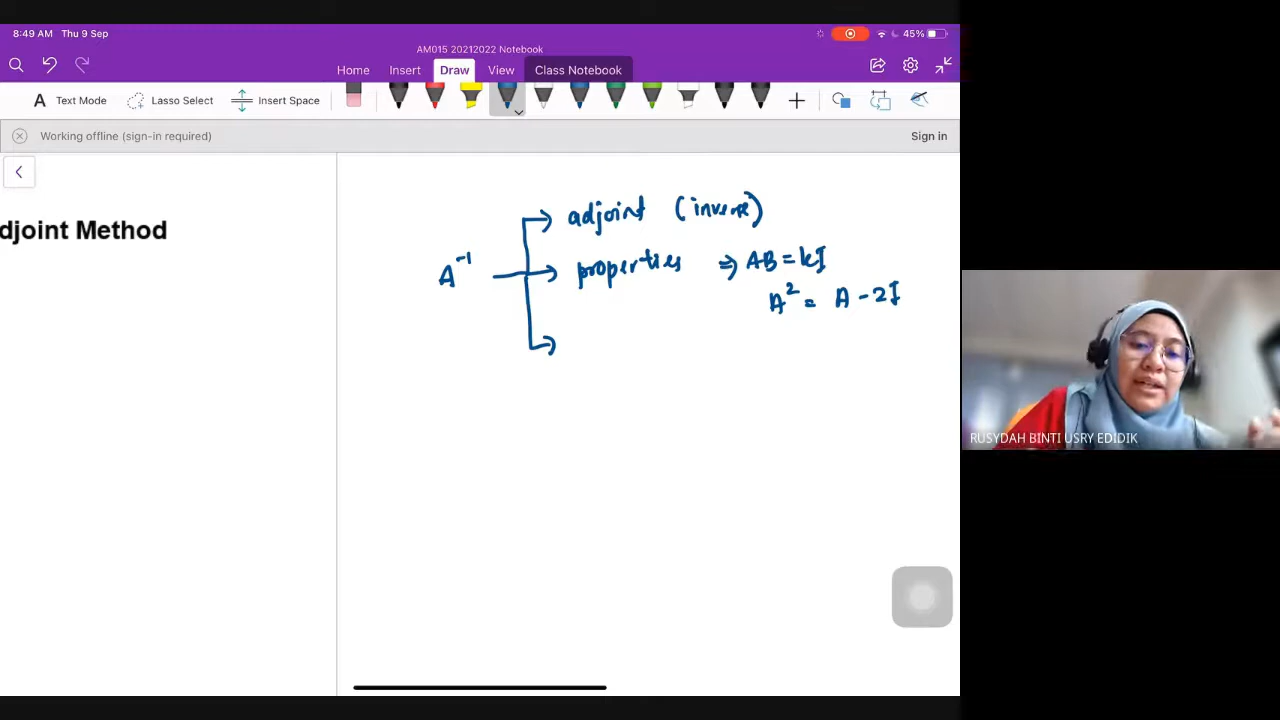 8:49 AM Thu 9 Sep
45%
AM015 20212022 Notebook
Home Insert Draw View Class Notebook
Text Mode Lasso Select Insert Space
Working offline (sign-in required) Sign in
djoint Method
adjoint (inverse)
A⁻¹ properties ⇒ AB = kI
A² = A - 2I
RUSYDAH BINTI USRY EDIDIK